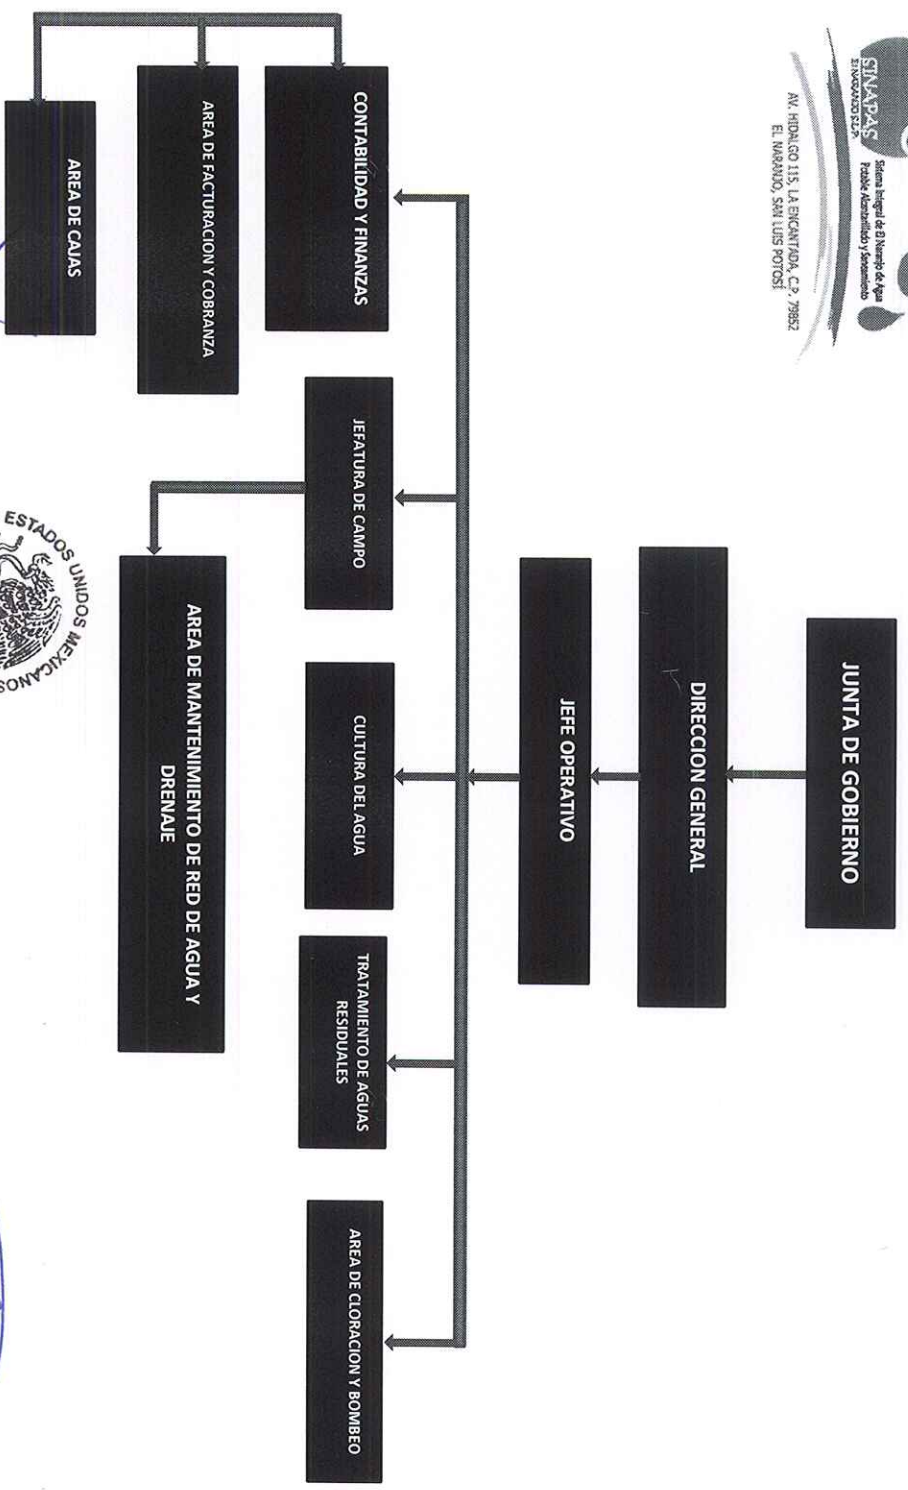 SINAPAS
El NARANJO S.L.P.
Sistema Integral de El Naranjo de Agua
Potable Alcantarillado y Saneamiento
AV. HIDALGO 115, LA ENCANTADA, C.P. 79852
EL NARANJO, SAN LUIS POTOSÍ
JUNTA DE GOBIERNO
DIRECCION GENERAL
JEFE OPERATIVO
CONTABILIDAD Y FINANZAS
JEFATURA DE CAMPO
CULTURA DEL AGUA
TRATAMIENTO DE AGUAS
RESIDUALES
AREA DE CLORACION Y BOMBEO
AREA DE FACTURACION Y COBRANZA
AREA DE MANTENIMIENTO DE RED DE AGUA Y
DRENAJE
AREA DE CAJAS
ESTADOS UNIDOS MEXICANOS